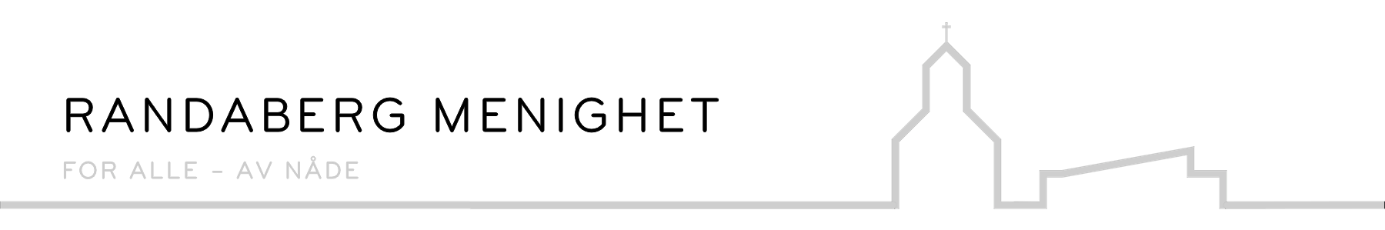 RANDABERG MENIGHET
FOR ALLE – AV NÅDE